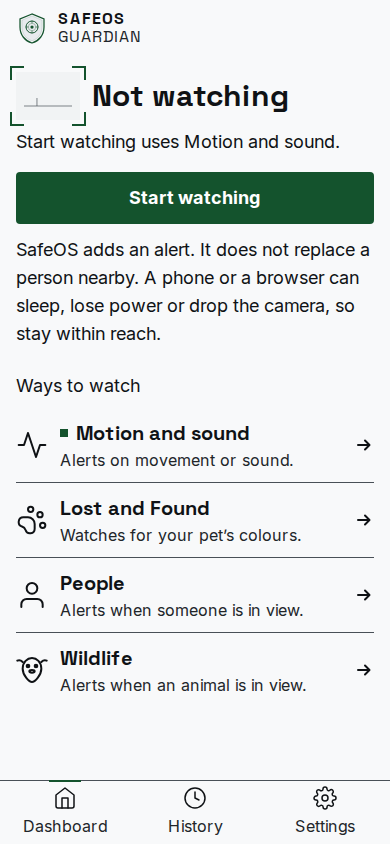 SAFEOS
GUARDIAN
Not watching
Start watching uses Motion and sound.
Start watching
SafeOS adds an alert. It does not replace a
person nearby. A phone or a browser can
sleep, lose power or drop the camera, so
stay within reach.
Ways to watch
Motion and sound
Alerts on movement or sound.
Lost and Found
Watches for your pet’s colours.
People
Alerts when someone is in view.
Wildlife
Alerts when an animal is in view.
Dashboard
History
Settings